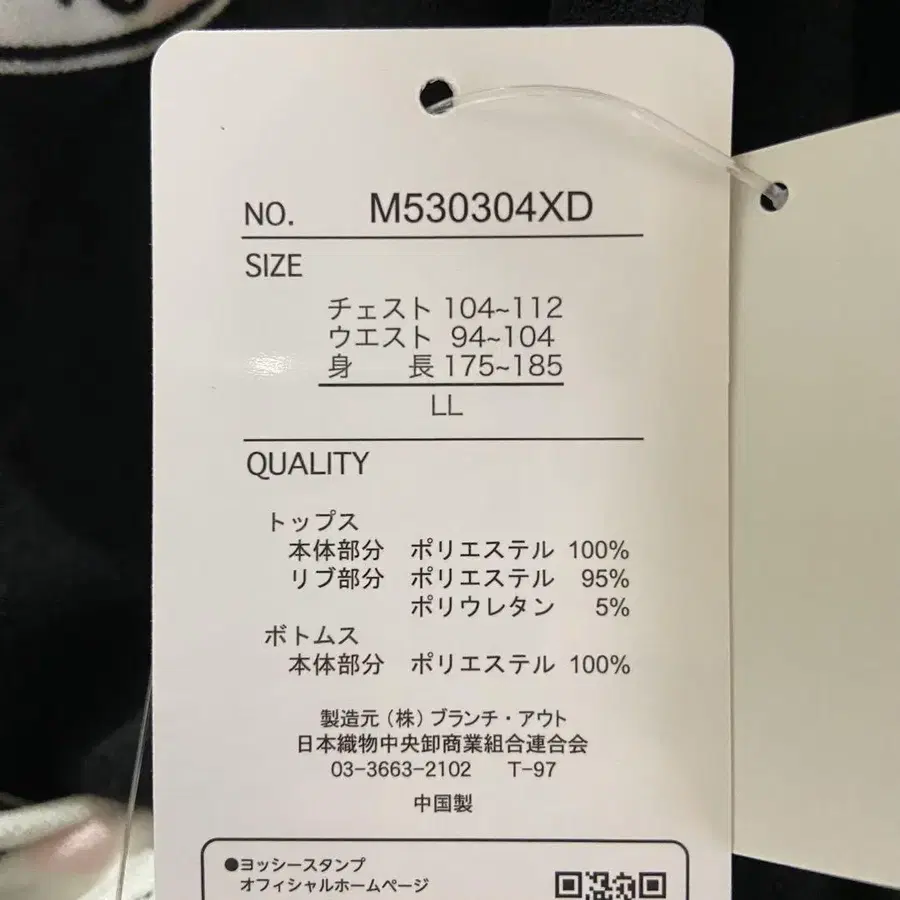 NO. M530304XD
SIZE
チェスト 104~112
ウエスト 94~104
身 長 175~185
LL
QUALITY
トップス
本体部分 ポリエステル 100%
リブ部分 ポリエステル 95%
ポリウレタン 5%
ボトムス
本体部分 ポリエステル 100%
製造元（株）ブランチ・アウト
日本織物中央卸商業組合連合会
03-3663-2102 T-97
中国製
●ヨッシースタンプ
オフィシャルホームページ